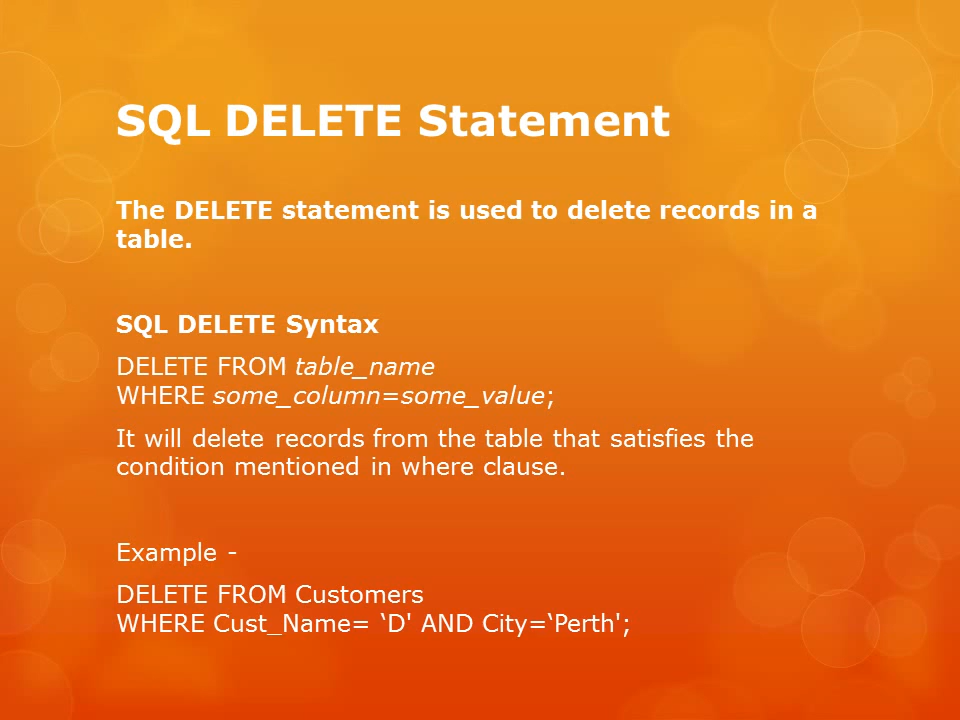 SQL DELETE Statement
The DELETE statement is used to delete records in a
table.
SQL DELETE Syntax
DELETE FROM table_name
WHERE some_column=some_value;
It will delete records from the table that satisfies the
condition mentioned in where clause.
Example -
DELETE FROM Customers
WHERE Cust_Name= ‘D' AND City=‘Perth';